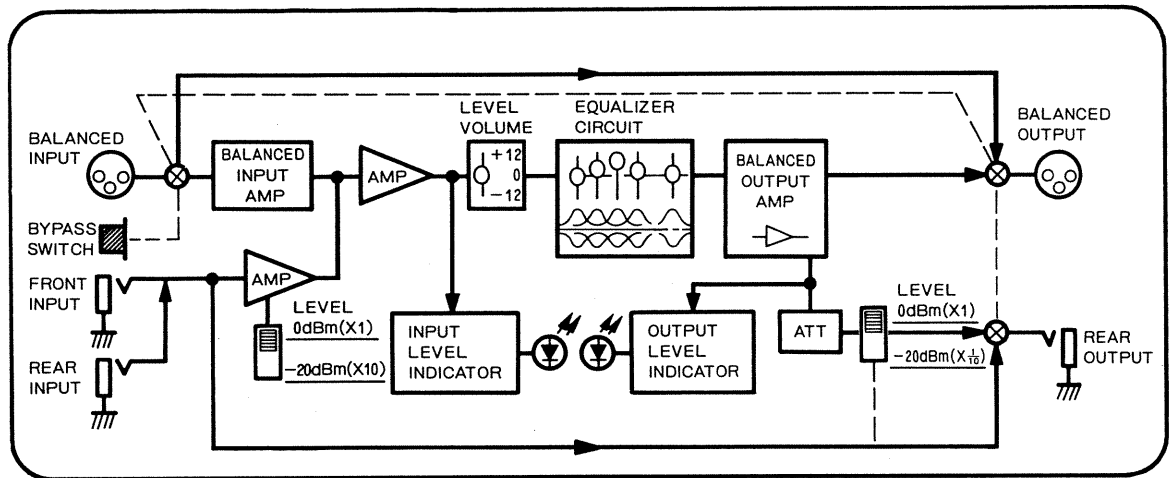 BALANCED
INPUT
BYPASS
SWITCH
FRONT
INPUT
REAR
INPUT
BALANCED
INPUT
AMP
AMP
LEVEL
0dBm(X1)
−20dBm(X10)
AMP
LEVEL
VOLUME
+12
0
−12
INPUT
LEVEL
INDICATOR
EQUALIZER
CIRCUIT
OUTPUT
LEVEL
INDICATOR
BALANCED
OUTPUT
AMP
ATT
LEVEL
0dBm(X1)
−20dBm(X 1/10)
BALANCED
OUTPUT
REAR
OUTPUT